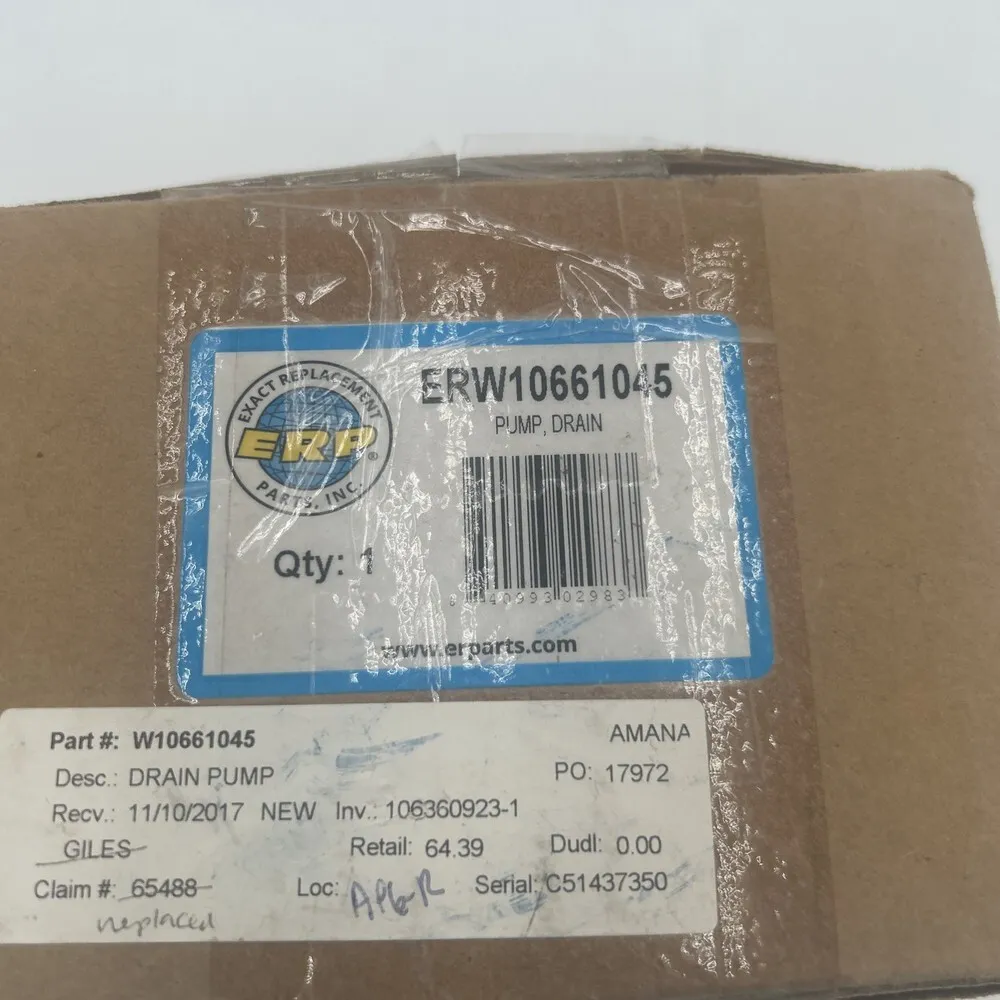 ERW10661045
PUMP, DRAIN
EXACT REPLACEMENT
ERP®
PARTS, INC.
Qty: 1
40993 02983
www.erparts.com
Part #: W10661045 AMANA
Desc.: DRAIN PUMP PO: 17972
Recv.: 11/10/2017 NEW Inv.: 106360923-1
GILES Retail: 64.39 Dudl: 0.00
Claim #: 65488 Loc: Serial: C51437350
replaced